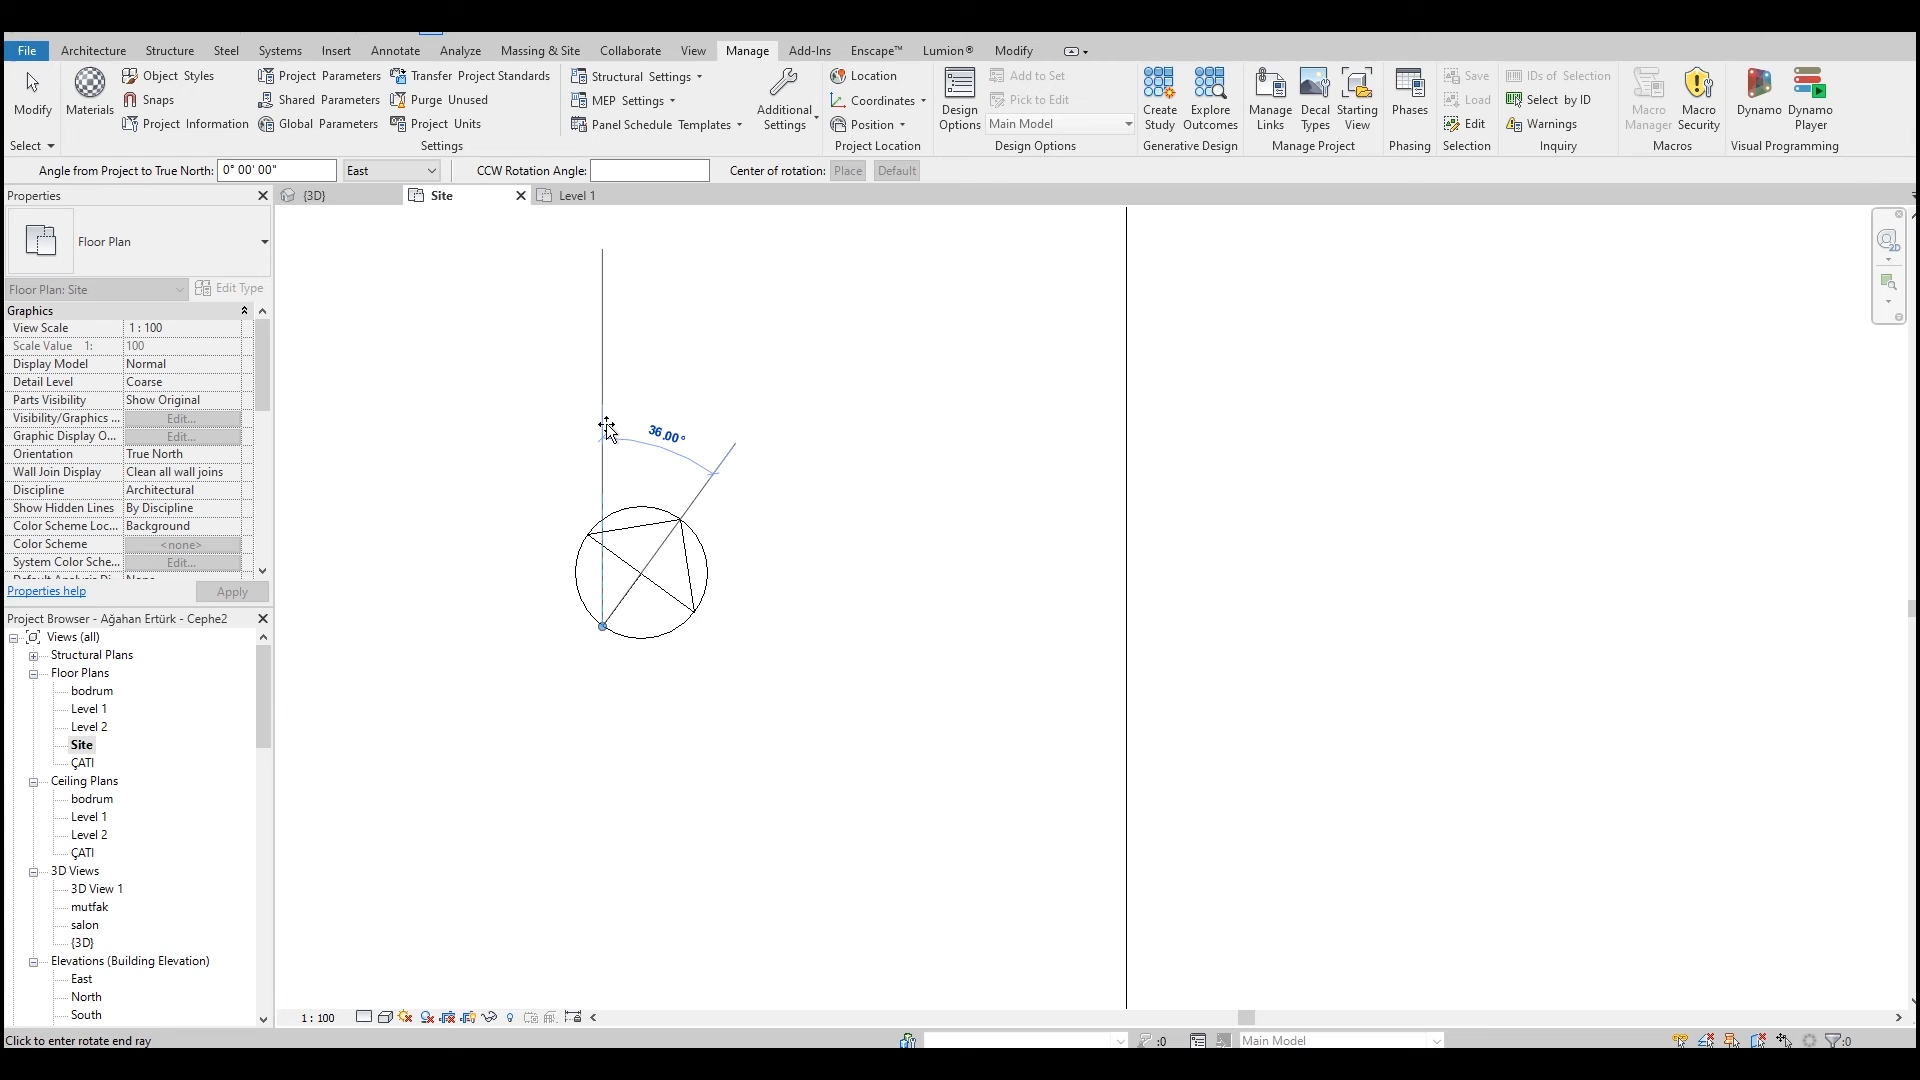 File Architecture Structure Steel Systems Insert Annotate Analyze Massing & Site Collaborate View Manage Add-Ins Enscape™ Lumion® Modify
Modify
Materials
Object Styles
Snaps
Project Information
Project Parameters
Shared Parameters
Global Parameters
Transfer Project Standards
Purge Unused
Project Units
Structural Settings
MEP Settings
Panel Schedule Templates
Additional
Settings
Location
Coordinates
Position
Design
Options
Add to Set
Pick to Edit
Main Model
Create
Study
Explore
Outcomes
Manage
Links
Decal
Types
Starting
View
Phases
Save
Load
Edit
IDs of Selection
Select by ID
Warnings
Macro
Manager
Macro
Security
Dynamo
Dynamo
Player
Select Settings Project Location Design Options Generative Design Manage Project Phasing Selection Inquiry Macros Visual Programming
Angle from Project to True North: 0° 00' 00" East CCW Rotation Angle: Center of rotation: Place Default
Properties
{3D} Site Level 1
Floor Plan
Floor Plan: Site Edit Type
Graphics
View Scale 1 : 100
Scale Value 1: 100
Display Model Normal
Detail Level Coarse
Parts Visibility Show Original
Visibility/Graphics ... Edit...
Graphic Display O... Edit...
Orientation True North
Wall Join Display Clean all wall joins
Discipline Architectural
Show Hidden Lines By Discipline
Color Scheme Loc... Background
Color Scheme <none>
System Color Sche... Edit...
Properties help Apply
36.00°
2D
Project Browser - Ağahan Ertürk - Cephe2
Views (all)
Structural Plans
Floor Plans
bodrum
Level 1
Level 2
Site
ÇATI
Ceiling Plans
bodrum
Level 1
Level 2
ÇATI
3D Views
3D View 1
mutfak
salon
{3D}
Elevations (Building Elevation)
East
North
South
1 : 100
Click to enter rotate end ray :0 Main Model :0